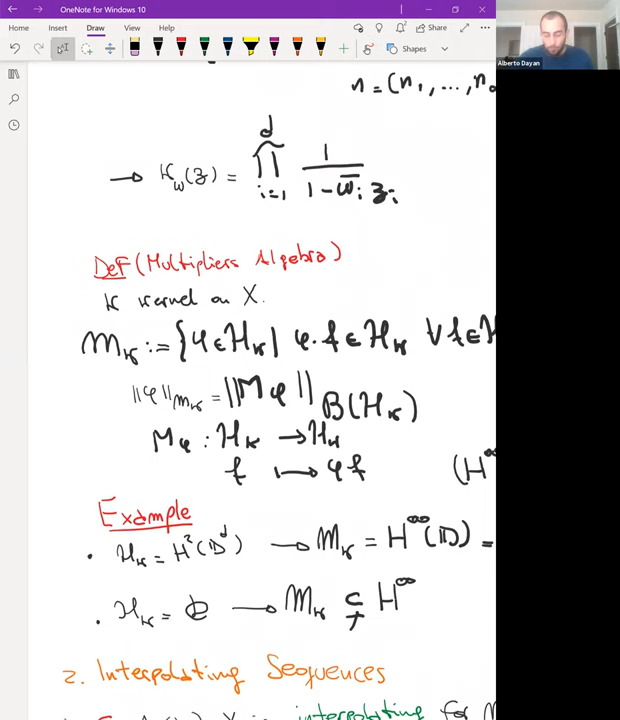 OneNote for Windows 10
Home Insert Draw View Share
Shapes
Alberto Dayan
n = (n₁, ..., n
→ K_w(z) = ∏_{i=1}^{d} 1 / (1 - w̄_i z_i)
Def (Multipliers Algebra)
K kernel on X.
M_K := {φ ∈ H_K | φ·f ∈ H_K ∀ f ∈ H
||φ||_{M_K} = ||M_φ||_{B(H_K)}
M_φ : H_K → H_K
f ↦ φf (H^∞
Example
• H_K = H²(𝔻^d) → M_K = H^∞(𝔻) =
• H_K = 𝒟 → M_K ⊊ H^∞
2. Interpolating Sequences
interpolating for